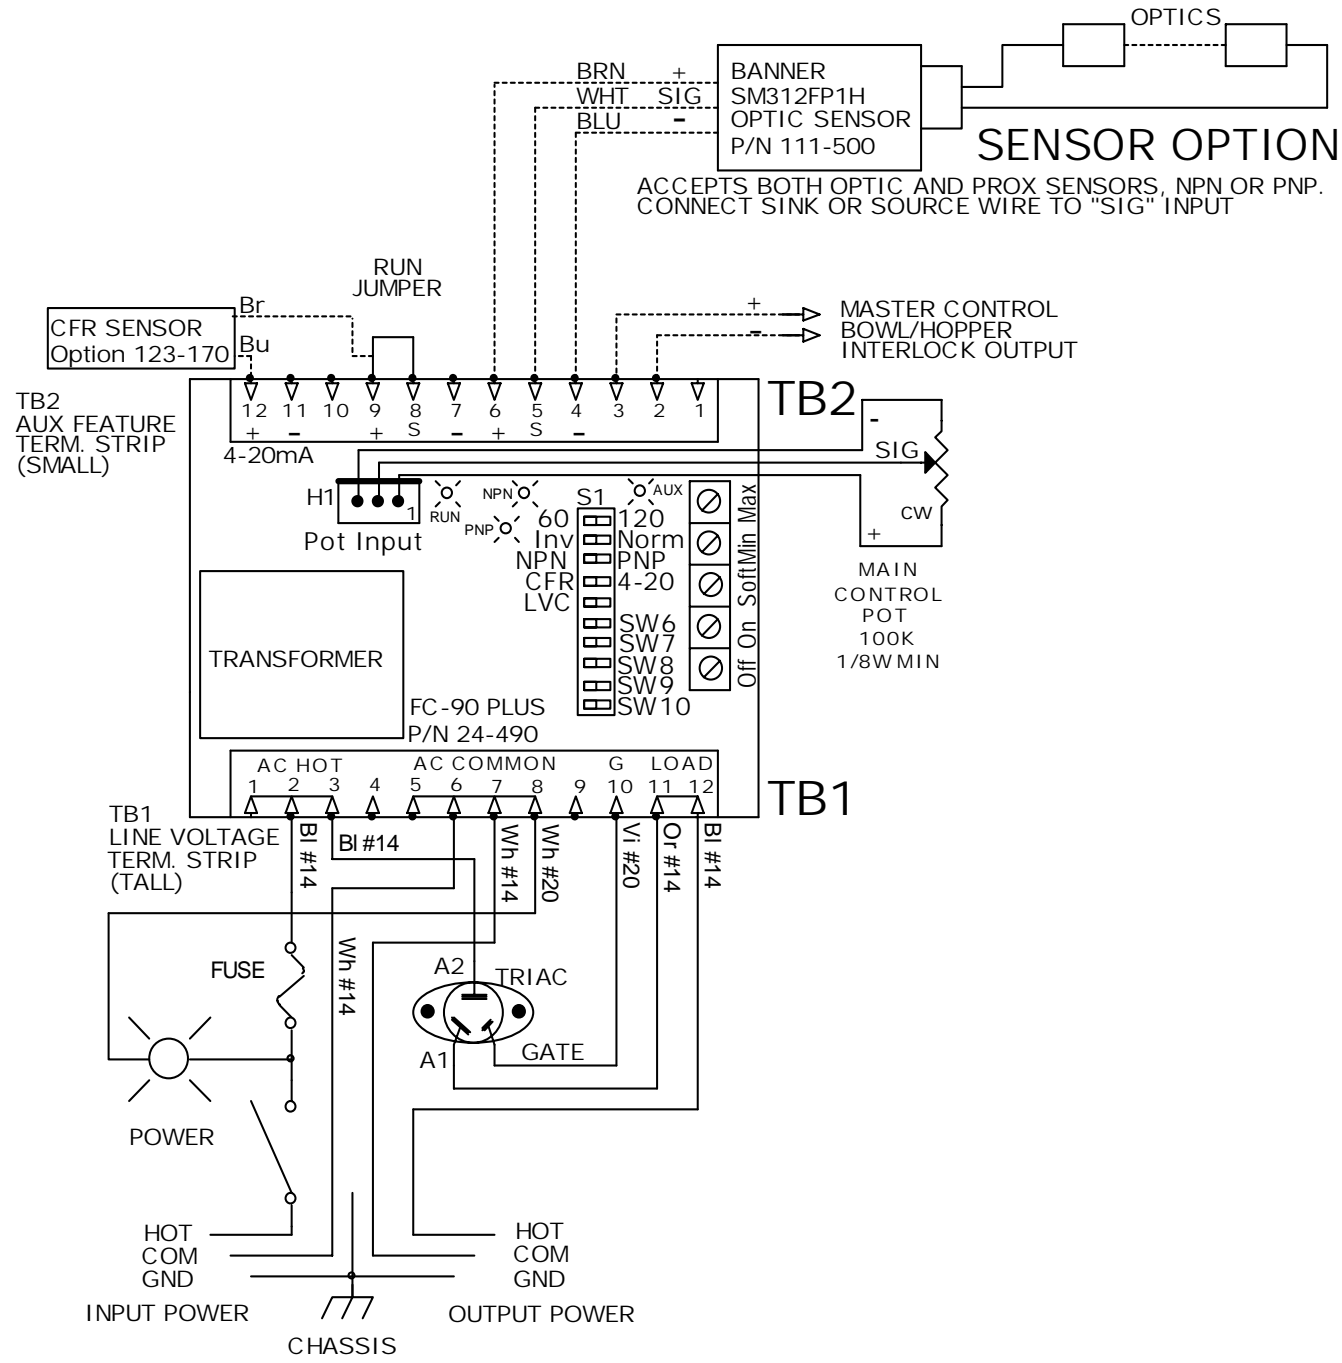 OPTICS
BRN +
WHT SIG
BLU -
BANNER
SM312FP1H
OPTIC SENSOR
P/N 111-500
SENSOR OPTION
ACCEPTS BOTH OPTIC AND PROX SENSORS, NPN OR PNP.
CONNECT SINK OR SOURCE WIRE TO "SIG" INPUT
RUN
JUMPER
CFR SENSOR
Option 123-170
Br
Bu
+
-
MASTER CONTROL
BOWL/HOPPER
INTERLOCK OUTPUT
TB2
AUX FEATURE
TERM. STRIP
(SMALL)
TB2
12 11 10 9 8 7 6 5 4 3 2 1
+ - + S - + S -
4-20mA
H1
1
Pot Input
RUN
NPN
PNP
AUX
S1
60 120
Inv Norm
NPN PNP
CFR 4-20
LVC
SW6
SW7
SW8
SW9
SW10
Off On Soft Min Max
-
SIG
CW
+
MAIN
CONTROL
POT
100K
1/8W MIN
TRANSFORMER
FC-90 PLUS
P/N 24-490
AC HOT AC COMMON G LOAD
1 2 3 4 5 6 7 8 9 10 11 12
TB1
TB1
LINE VOLTAGE
TERM. STRIP
(TALL)
Bl #14
Bl #14
Wh #14
Wh #20
Vi #20
Or #14
Bl #14
Wh #14
FUSE
A2
TRIAC
A1
GATE
POWER
HOT
COM
GND
INPUT POWER
HOT
COM
GND
OUTPUT POWER
CHASSIS